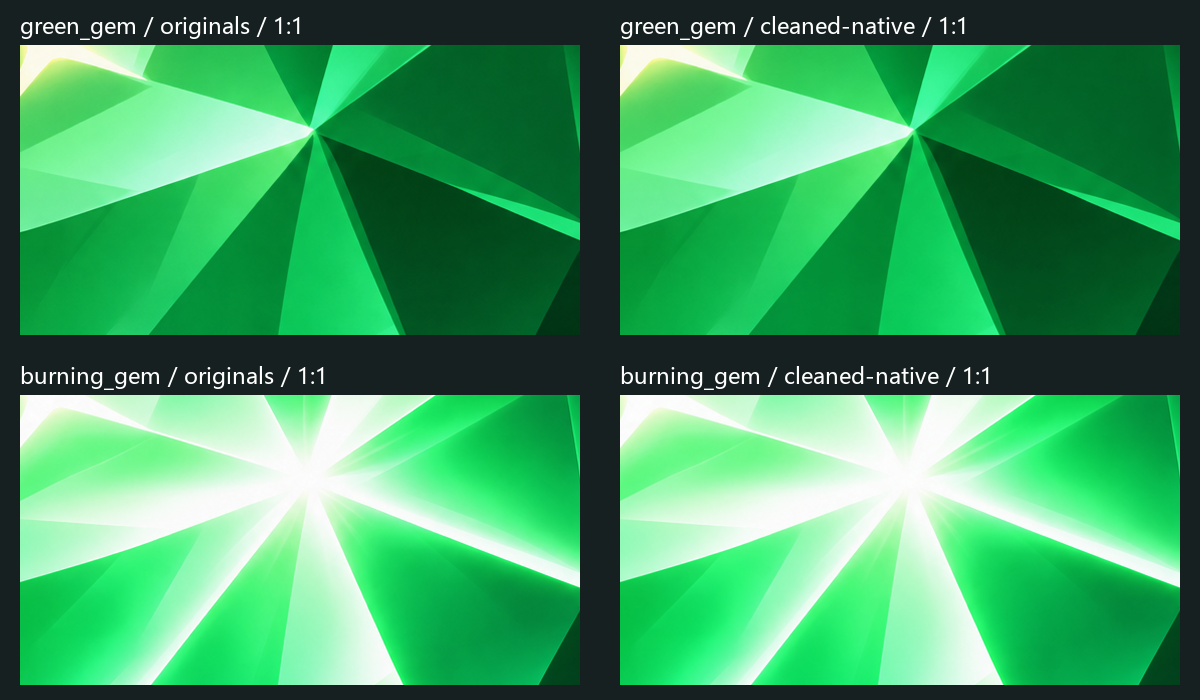 green_gem / originals / 1:1
green_gem / cleaned-native / 1:1
burning_gem / originals / 1:1
burning_gem / cleaned-native / 1:1